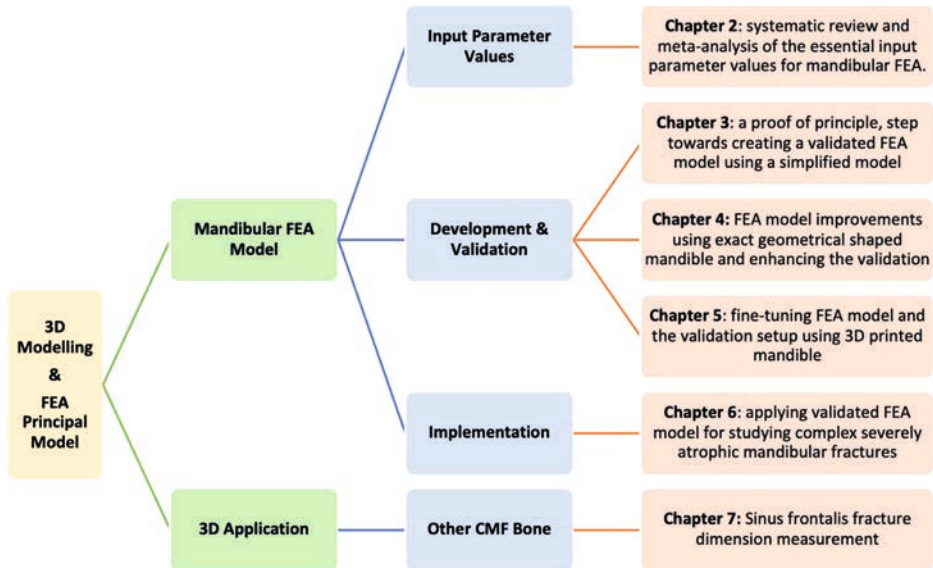 3D
Modelling
&
FEA
Principal
Model
Mandibular FEA
Model
3D Application
Input Parameter
Values
Development &
Validation
Implementation
Other CMF Bone
Chapter 2: systematic review and
meta-analysis of the essential input
parameter values for mandibular FEA.
Chapter 3: a proof of principle, step
towards creating a validated FEA
model using a simplified model
Chapter 4: FEA model improvements
using exact geometrical shaped
mandible and enhancing the validation
Chapter 5: fine-tuning FEA model and
the validation setup using 3D printed
mandible
Chapter 6: applying validated FEA
model for studying complex severely
atrophic mandibular fractures
Chapter 7: Sinus frontalis fracture
dimension measurement